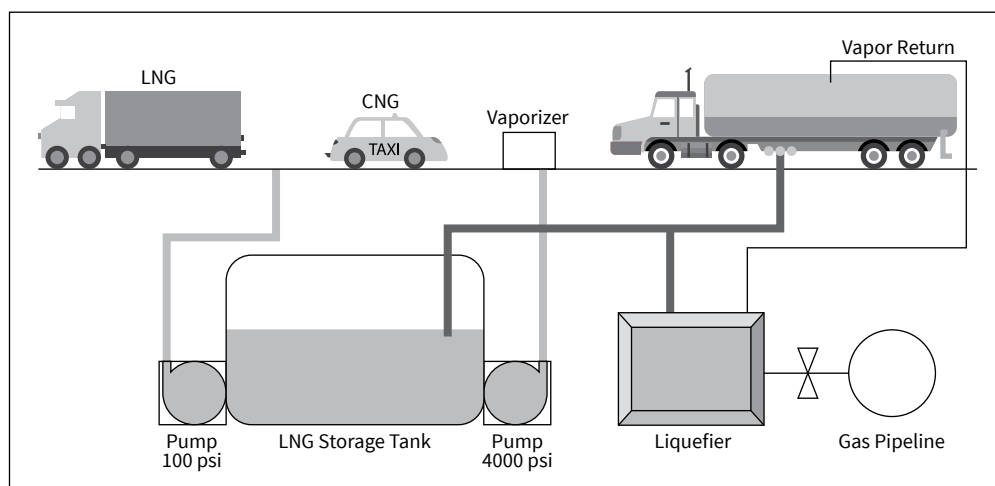 Vapor Return
LNG
CNG
Vaporizer
TAXI
Pump
100 psi
LNG Storage Tank
Pump
4000 psi
Liquefier
Gas Pipeline